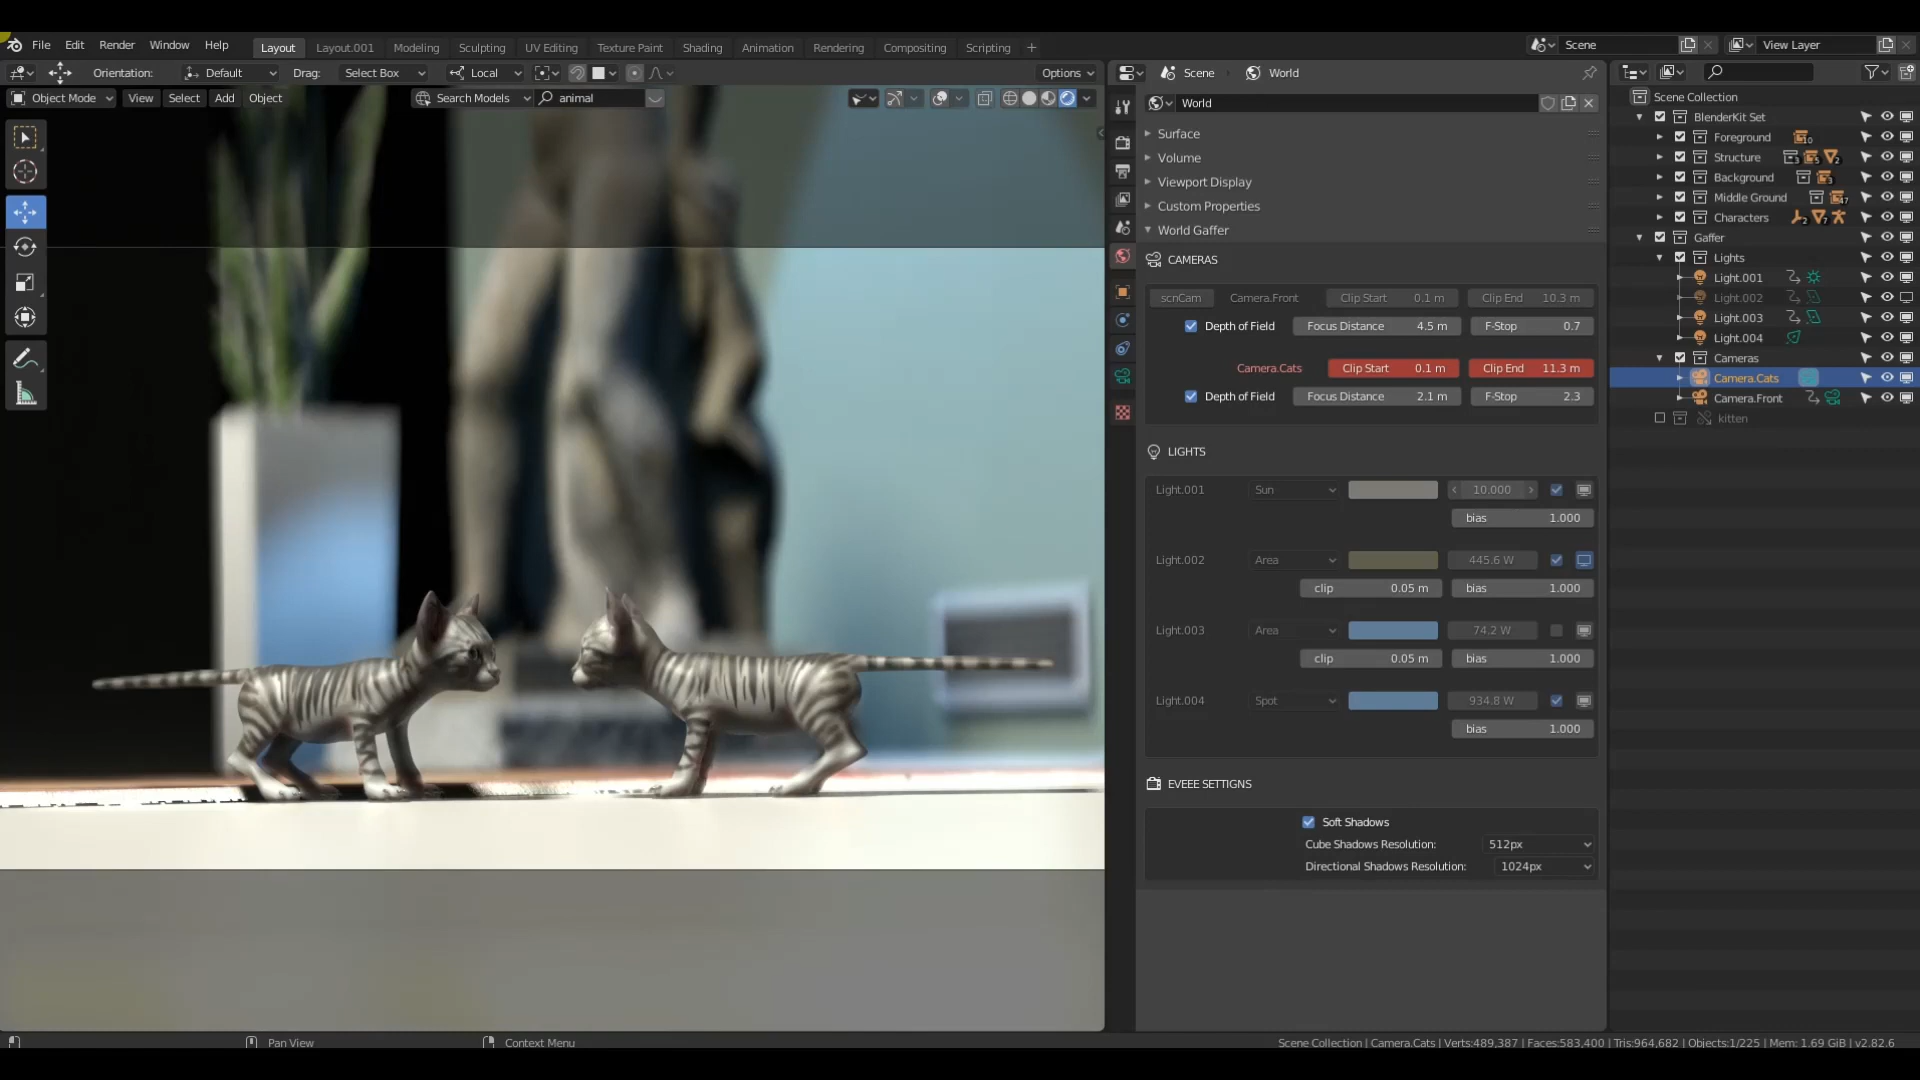 File Edit Render Window Help Layout Layout.001 Modeling Sculpting UV Editing Texture Paint Shading Animation Rendering Compositing Scripting + Scene View Layer
Orientation: Default Drag: Select Box Local Options Scene World
Object Mode View Select Add Object Search Models animal World
Surface
Volume
Viewport Display
Custom Properties
World Gaffer
CAMERAS
scnCam Camera.Front Clip Start 0.1 m Clip End 10.3 m
Depth of Field Focus Distance 4.5 m F-Stop 0.7
Camera.Cats Clip Start 0.1 m Clip End 11.3 m
Depth of Field Focus Distance 2.1 m F-Stop 2.3
LIGHTS
Light.001 Sun 10.000
bias 1.000
Light.002 Area 445.6 W
clip 0.05 m bias 1.000
Light.003 Area 74.2 W
clip 0.05 m bias 1.000
Light.004 Spot 934.8 W
bias 1.000
EVEEE SETTIGNS
Soft Shadows
Cube Shadows Resolution: 512px
Directional Shadows Resolution: 1024px
Scene Collection
BlenderKit Set
Foreground 10
Structure 3 5 2
Background
Middle Ground 47
Characters 2 7
Gaffer
Lights
Light.001
Light.002
Light.003
Light.004
Cameras
Camera.Cats
Camera.Front
kitten
Pan View Context Menu Scene Collection | Camera.Cats | Verts:489,387 | Faces:583,400 | Tris:964,682 | Objects:1/225 | Mem: 1.69 GiB | v2.82.6